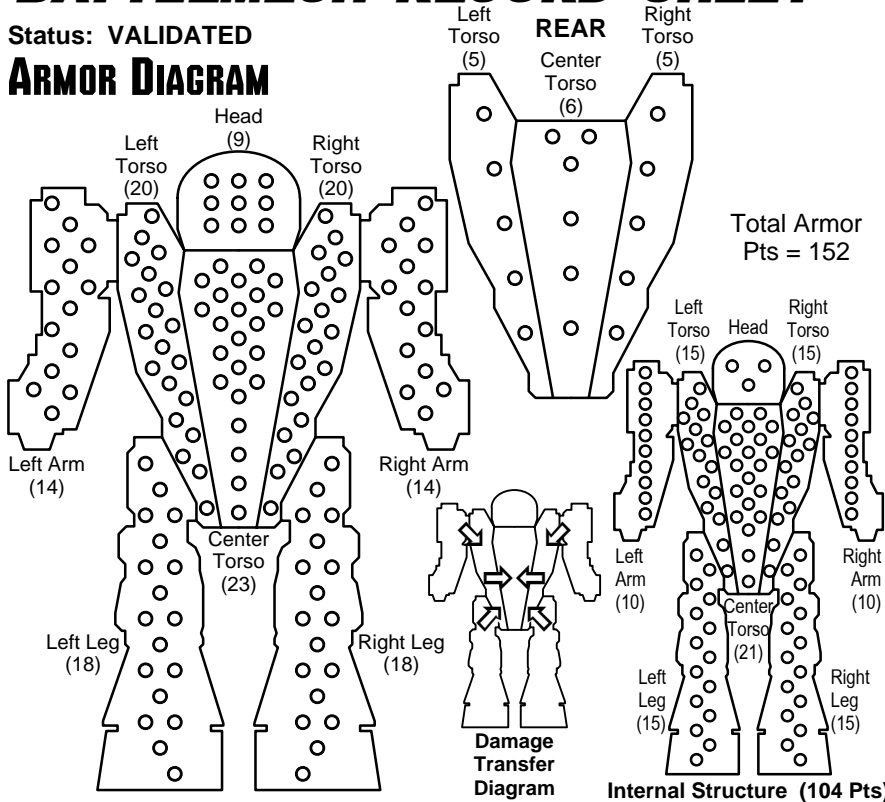 BATTLEMECH RECORD SHEET
Status: VALIDATED
ARMOR DIAGRAM
REAR
Left
Torso
(5)
Center
Torso
(6)
Right
Torso
(5)
Head
(9)
Left
Torso
(20)
Right
Torso
(20)
Total Armor
Pts = 152
Left Arm
(14)
Right Arm
(14)
Center
Torso
(23)
Left Leg
(18)
Right Leg
(18)
Damage
Transfer
Diagram
Left
Torso
(15)
Head
Right
Torso
(15)
Left
Arm
(10)
Right
Arm
(10)
Center
Torso
(21)
Left
Leg
(15)
Right
Leg
(15)
Internal Structure (104 Pts)